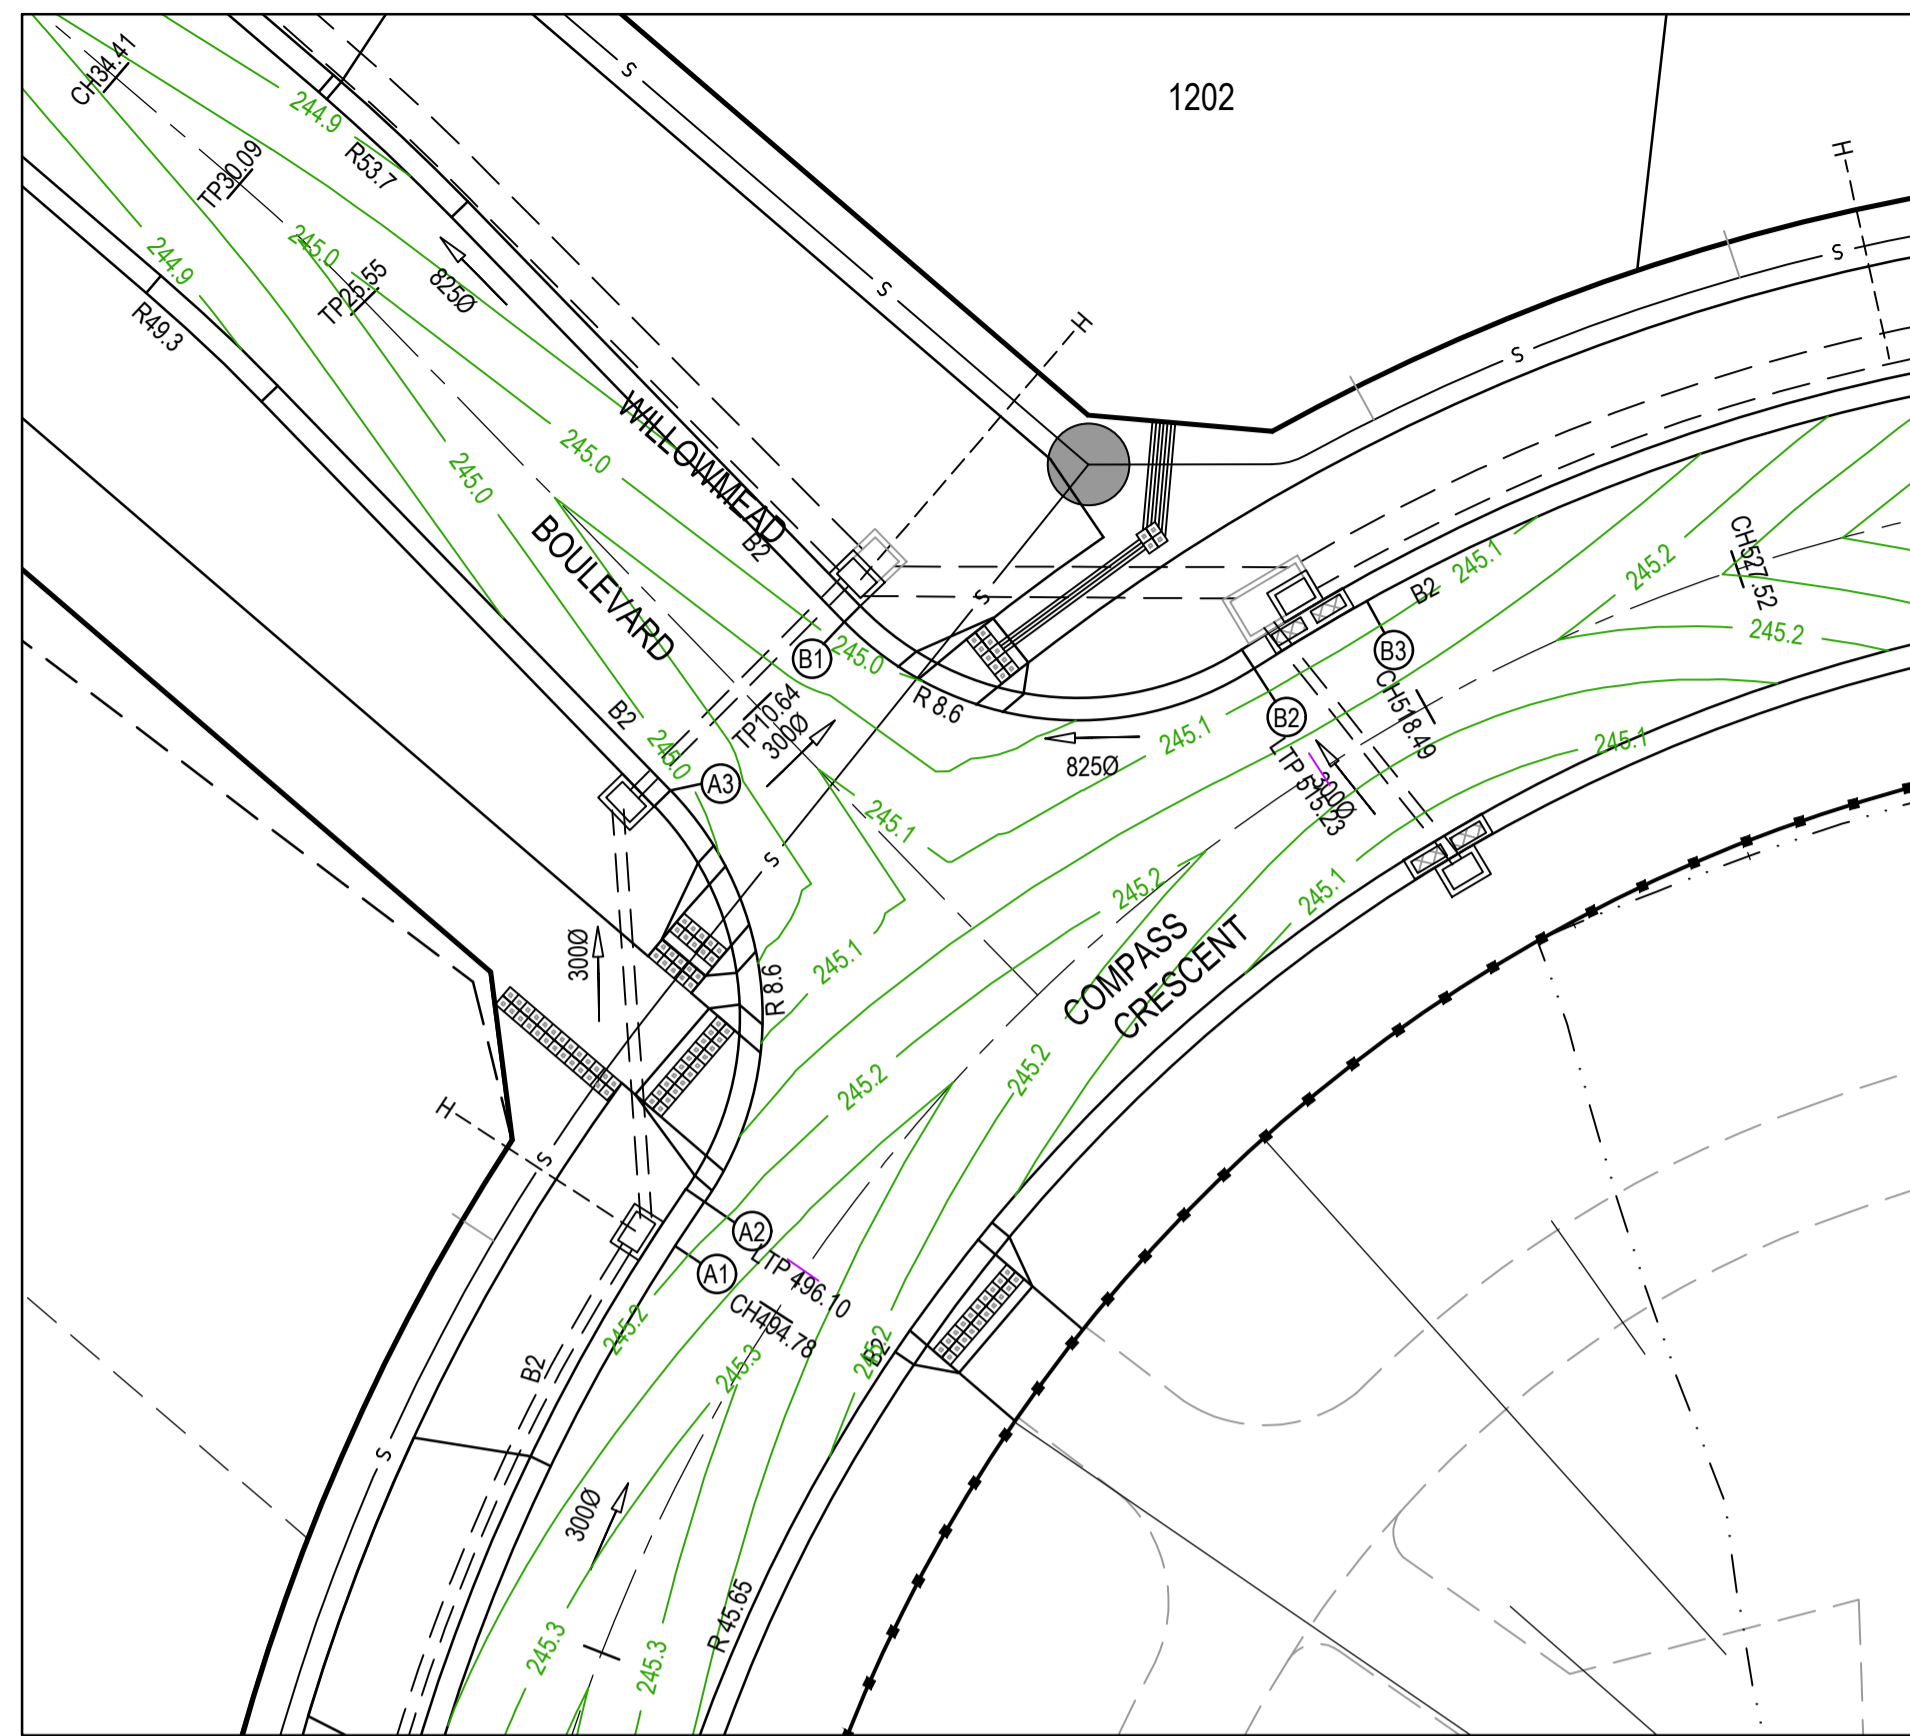 CH34.41
244.9
1202
TP30.09
R53.7
H
S
S
245.0
244.9
825Ø
TP25.55
R49.3
S
H
S
WILLOWMEAD
BOULEVARD
245.0
245.0
B2
245.1
245.2
CH527.52
B2
S
245.2
B1
245.0
B3
R 8.6
B2
CH518.49
B2
245.0
TP10.64
300Ø
245.1
245.1
825Ø
A3
LTP 515.23
300Ø
245.1
S
245.2
245.1
COMPASS
CRESCENT
300Ø
245.1
R 8.6
245.2
245.2
H
S
A2
A1
LTP 496.10
CH494.78
245.2
245.3
245.2
B2
B2
S
300Ø
R 45.65
245.3
245.3